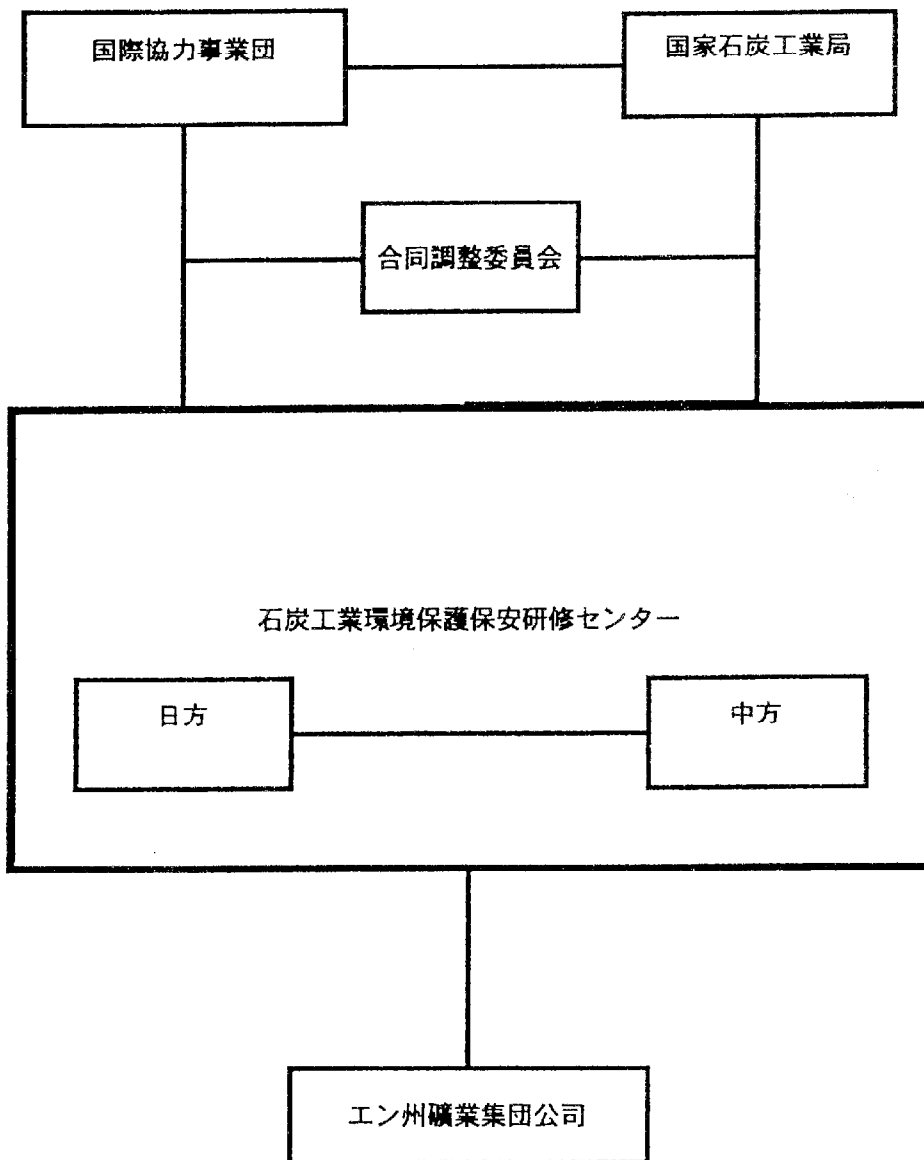 国際協力事業団
国家石炭工業局
合同調整委員会
石炭工業環境保護保安研修センター
日方
中方
エン州礦業集団公司